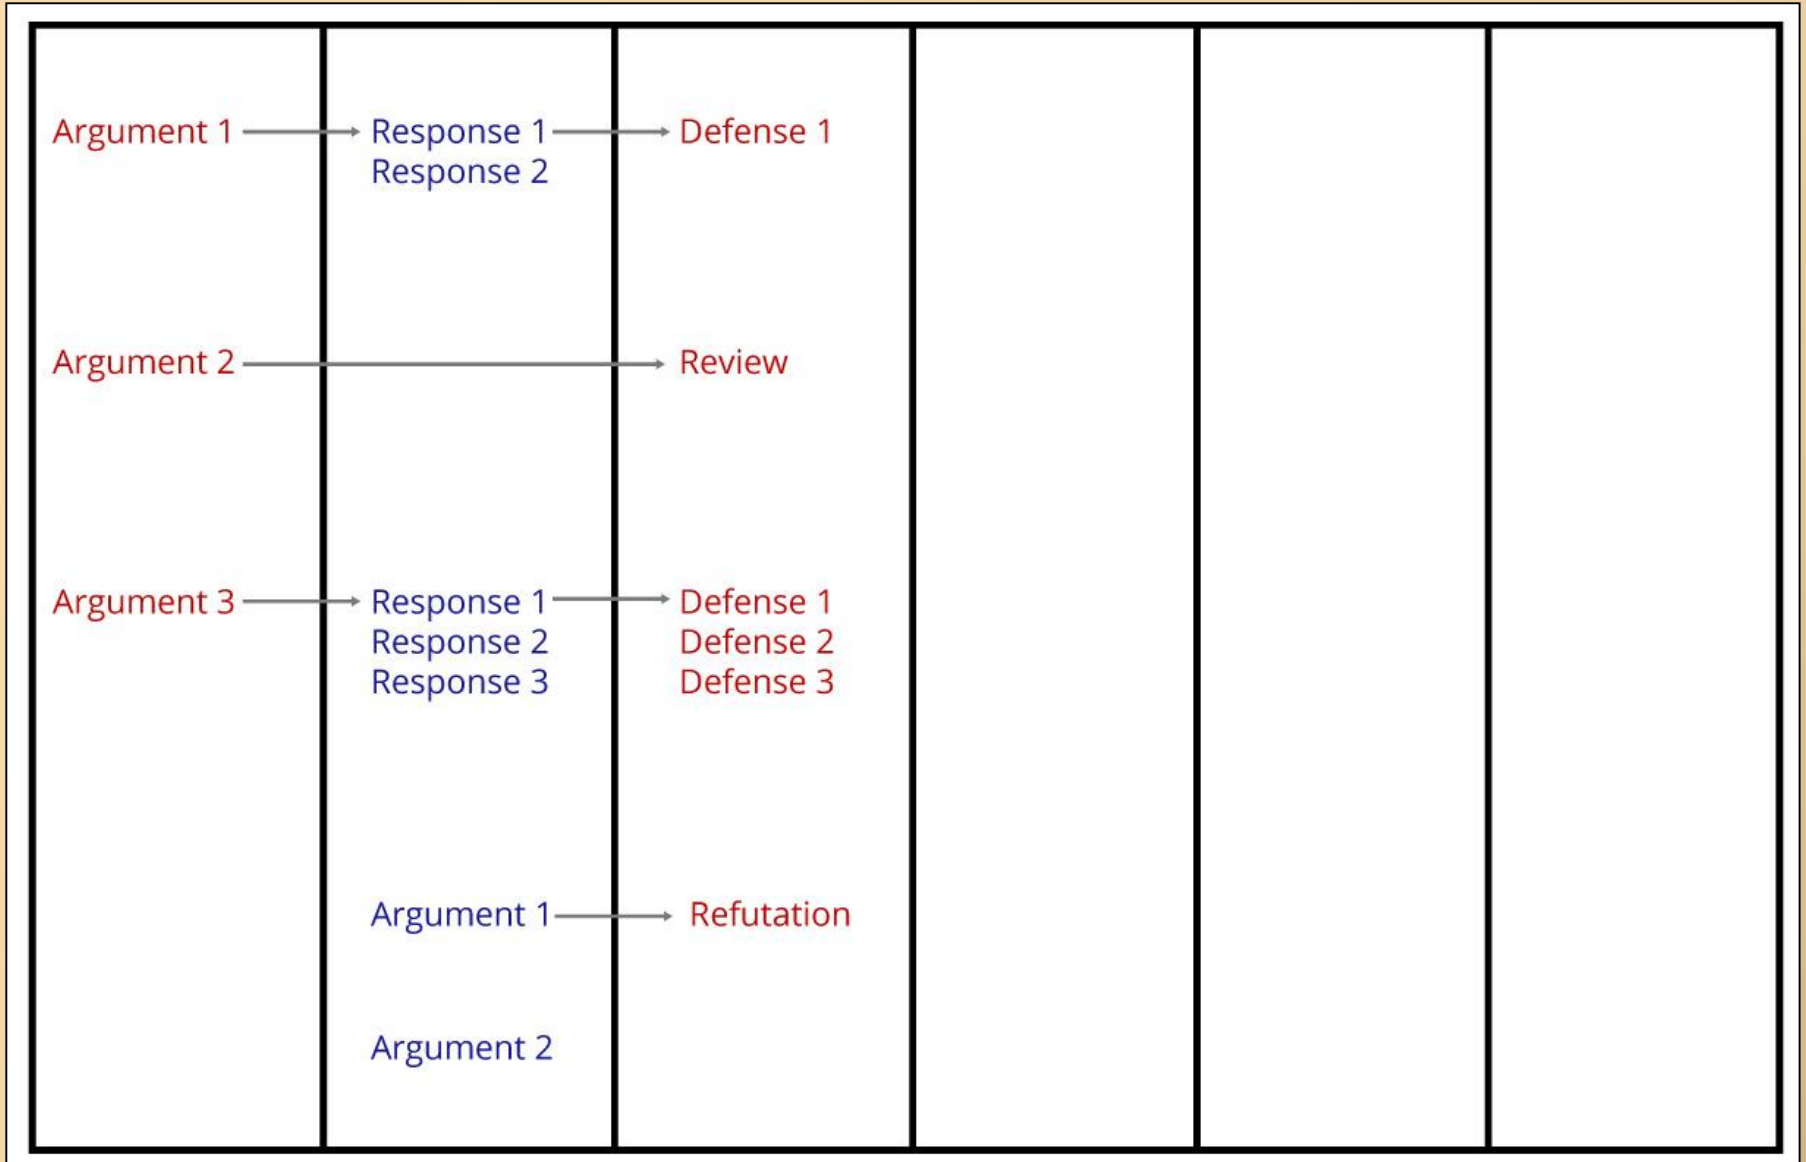 Argument 1
Response 1
Defense 1
Response 2
Argument 2
Review
Argument 3
Response 1
Defense 1
Response 2
Defense 2
Response 3
Defense 3
Argument 1
Refutation
Argument 2